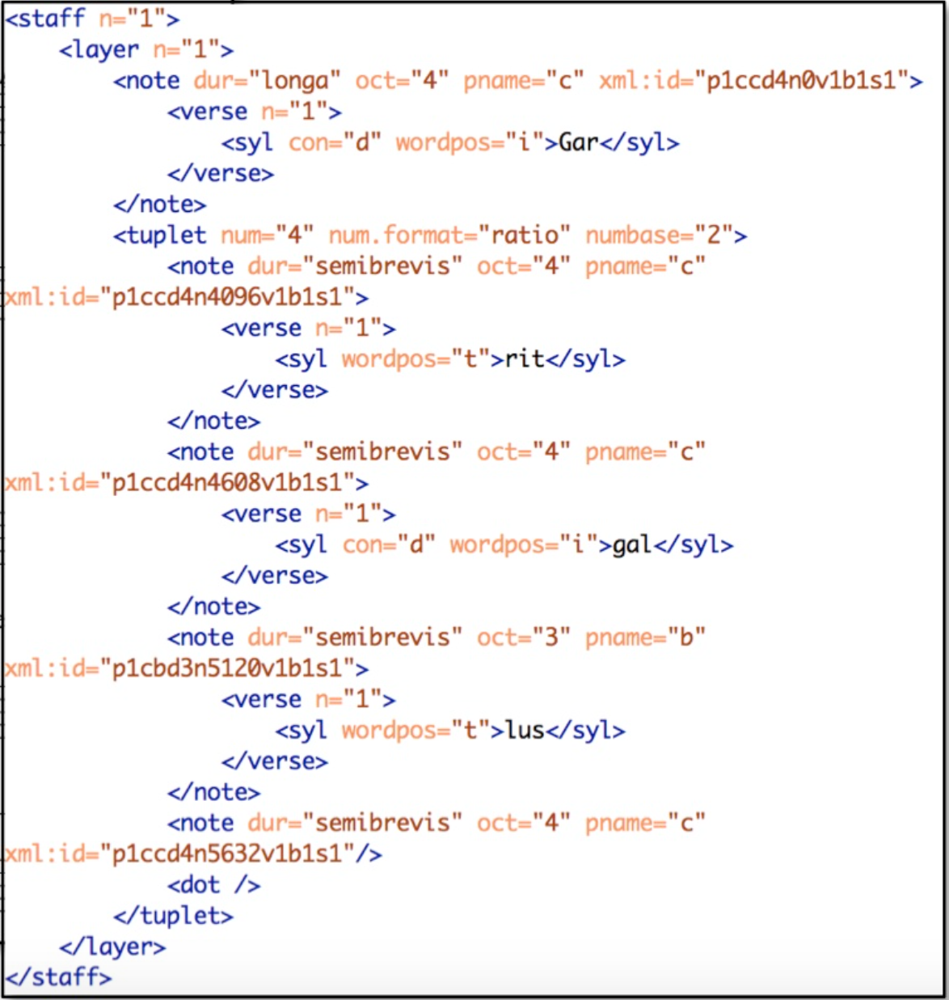 <staff n="1">
    <layer n="1">
        <note dur="longa" oct="4" pname="c" xml:id="p1ccd4n0v1b1s1">
            <verse n="1">
                <syl con="d" wordpos="i">Gar</syl>
            </verse>
        </note>
        <tuplet num="4" num.format="ratio" numbase="2">
            <note dur="semibrevis" oct="4" pname="c"
xml:id="p1ccd4n4096v1b1s1">
                <verse n="1">
                    <syl wordpos="t">rit</syl>
                </verse>
            </note>
            <note dur="semibrevis" oct="4" pname="c"
xml:id="p1ccd4n4608v1b1s1">
                <verse n="1">
                    <syl con="d" wordpos="i">gal</syl>
                </verse>
            </note>
            <note dur="semibrevis" oct="3" pname="b"
xml:id="p1cbd3n5120v1b1s1">
                <verse n="1">
                    <syl wordpos="t">lus</syl>
                </verse>
            </note>
            <note dur="semibrevis" oct="4" pname="c"
xml:id="p1ccd4n5632v1b1s1"/>
            <dot />
        </tuplet>
    </layer>
</staff>